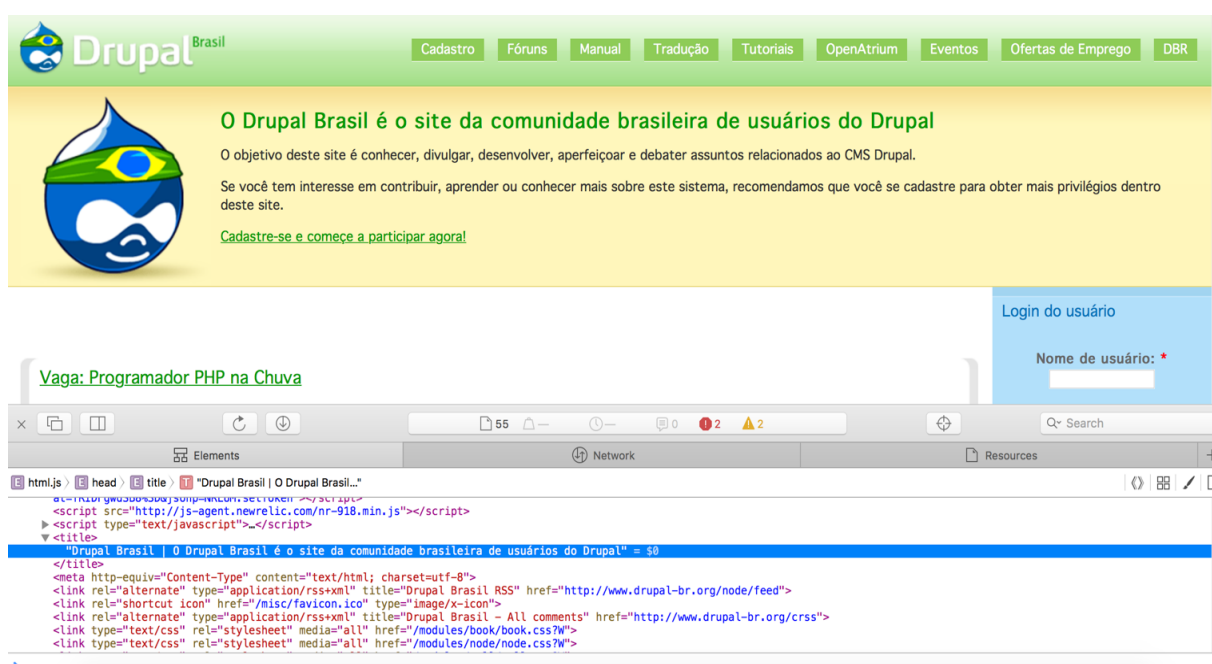 Drupal Brasil
Cadastro Fóruns Manual Tradução Tutoriais OpenAtrium Eventos Ofertas de Emprego DBR
O Drupal Brasil é o site da comunidade brasileira de usuários do Drupal
O objetivo deste site é conhecer, divulgar, desenvolver, aperfeiçoar e debater assuntos relacionados ao CMS Drupal.
Se você tem interesse em contribuir, aprender ou conhecer mais sobre este sistema, recomendamos que você se cadastre para obter mais privilégios dentro
deste site.
Cadastre-se e começe a participar agora!
Login do usuário
Nome de usuário: *
Vaga: Programador PHP na Chuva
55 — — 0 2 2 Search
Elements Network Resources +
E html.js E head E title T "Drupal Brasil | O Drupal Brasil..."
<script src="http://js-agent.newrelic.com/nr-918.min.js"></script>
<script type="text/javascript">…</script>
<title>
"Drupal Brasil | O Drupal Brasil é o site da comunidade brasileira de usuários do Drupal" = $0
</title>
<meta http-equiv="Content-Type" content="text/html; charset=utf-8">
<link rel="alternate" type="application/rss+xml" title="Drupal Brasil RSS" href="http://www.drupal-br.org/node/feed">
<link rel="shortcut icon" href="/misc/favicon.ico" type="image/x-icon">
<link rel="alternate" type="application/rss+xml" title="Drupal Brasil - All comments" href="http://www.drupal-br.org/crss">
<link type="text/css" rel="stylesheet" media="all" href="/modules/book/book.css?W">
<link type="text/css" rel="stylesheet" media="all" href="/modules/node/node.css?W">